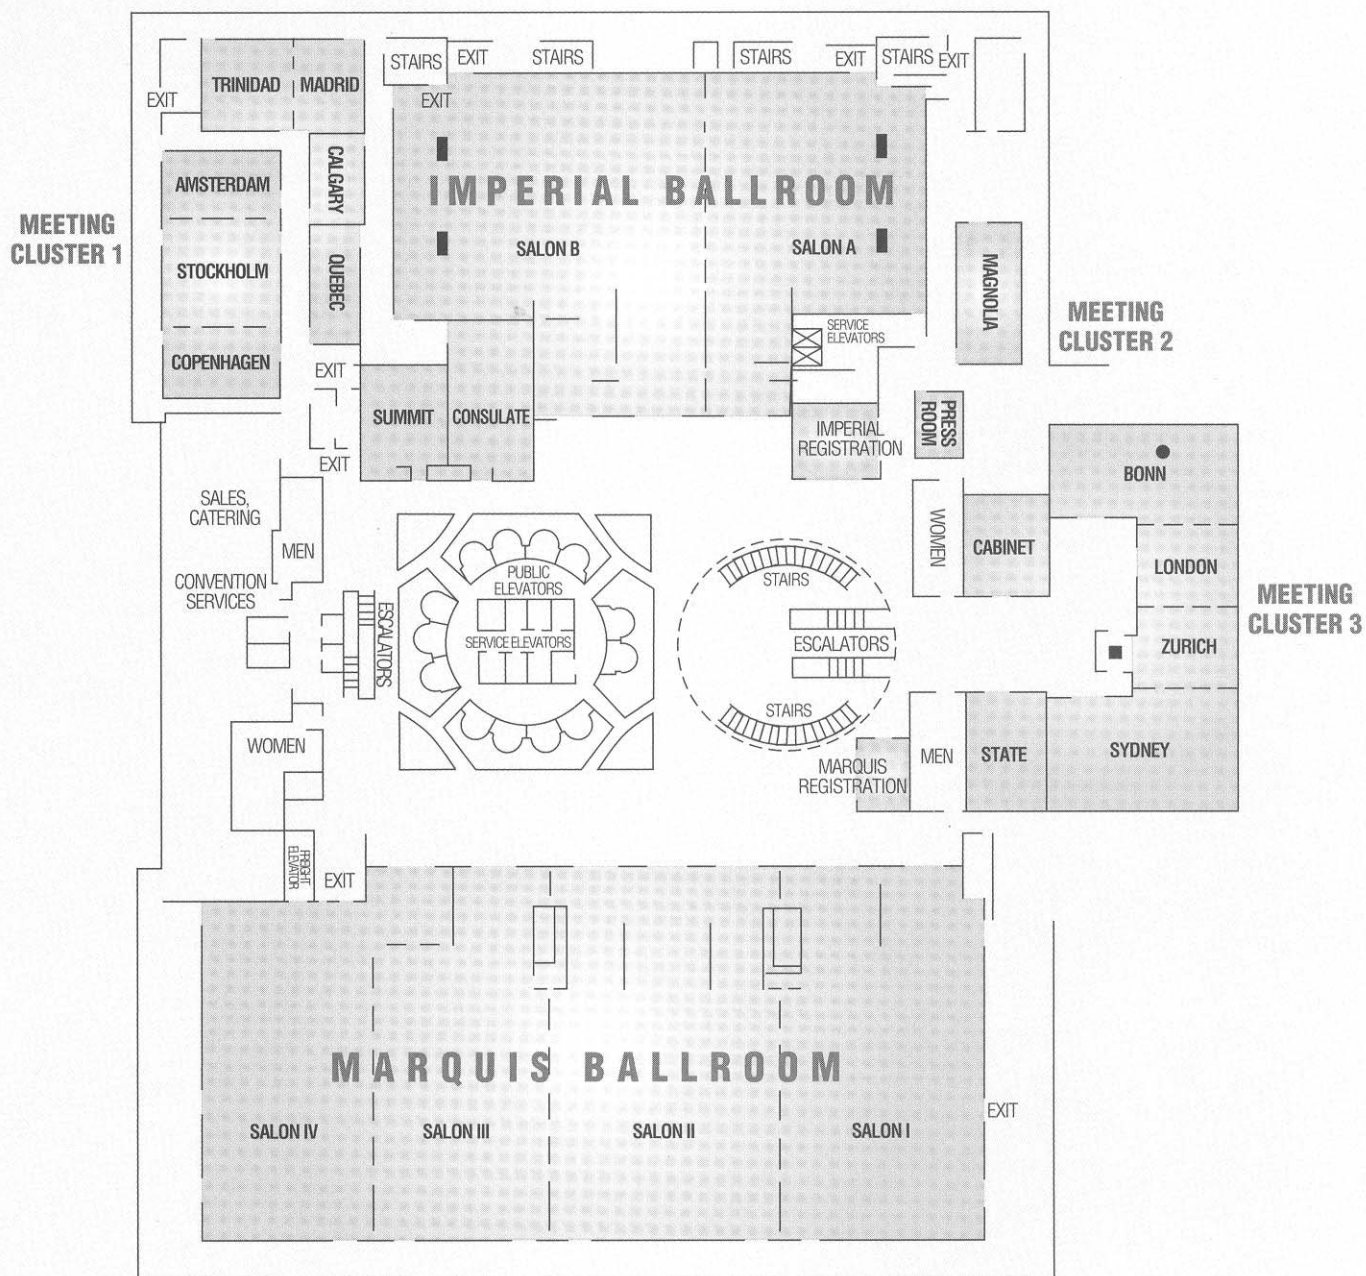 STAIRS
EXIT
STAIRS
STAIRS
EXIT
STAIRS
EXIT
TRINIDAD
MADRID
EXIT
EXIT
CALGARY
AMSTERDAM
IMPERIAL BALLROOM
MEETING
CLUSTER 1
SALON B
SALON A
STOCKHOLM
QUEBEC
MAGNOLIA
MEETING
CLUSTER 2
SERVICE
ELEVATORS
COPENHAGEN
EXIT
SUMMIT
CONSULATE
IMPERIAL
REGISTRATION
PRESS
ROOM
EXIT
BONN
SALES,
CATERING
MEN
WOMEN
CABINET
CONVENTION
SERVICES
PUBLIC
ELEVATORS
STAIRS
LONDON
MEETING
CLUSTER 3
ESCALATORS
SERVICE ELEVATORS
ESCALATORS
ZURICH
STAIRS
WOMEN
MARQUIS
REGISTRATION
MEN
STATE
SYDNEY
FREIGHT
ELEVATOR
EXIT
MARQUIS BALLROOM
SALON IV
SALON III
SALON II
SALON I
EXIT